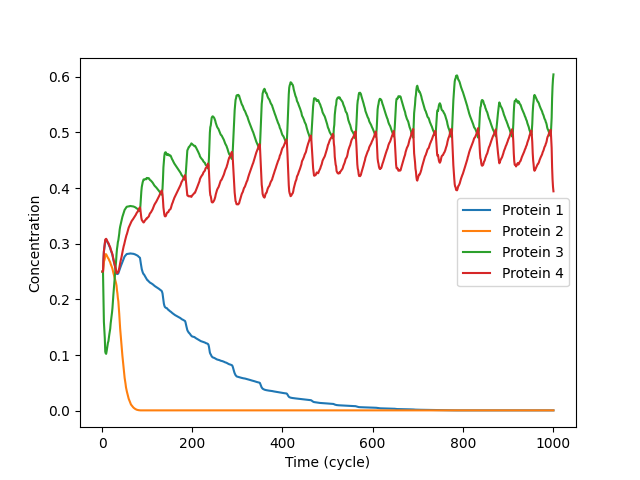 0.6
0.5
0.4
0.3
0.2
0.1
0.0
Concentration
Protein 1
Protein 2
Protein 3
Protein 4
0 200 400 600 800 1000
Time (cycle)